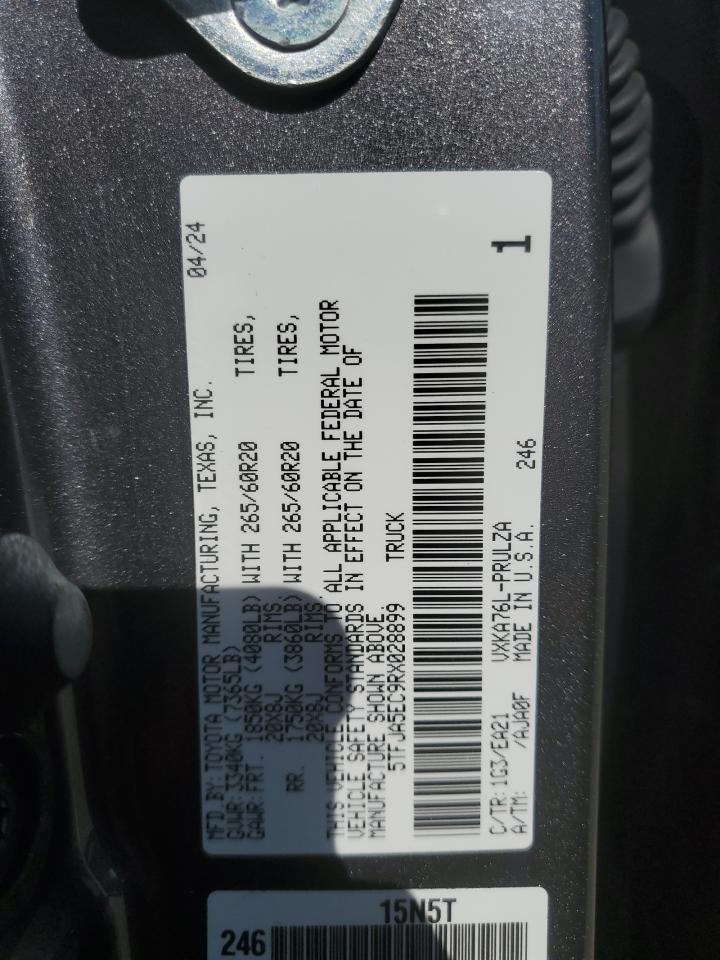 MFD.BY:TOYOTA MOTOR MANUFACTURING, TEXAS, INC. 04/24
GVWR:3340KG (7365LB)
GAWR:FRT. 1850KG (4080LB) WITH 265/60R20 TIRES,
20X8J RIMS,
RR. 1750KG (3860LB) WITH 265/60R20 TIRES,
20X8J RIMS,
THIS VEHICLE CONFORMS TO ALL APPLICABLE FEDERAL MOTOR
VEHICLE SAFETY STANDARDS IN EFFECT ON THE DATE OF
MANUFACTURE SHOWN ABOVE.
5TFJA5EC9RX028899 TRUCK
C/TR:1G3/EA21 VXKA76L-PRULZA 246 1
A/TM: /AJA0F MADE IN U.S.A.
15N5T
246